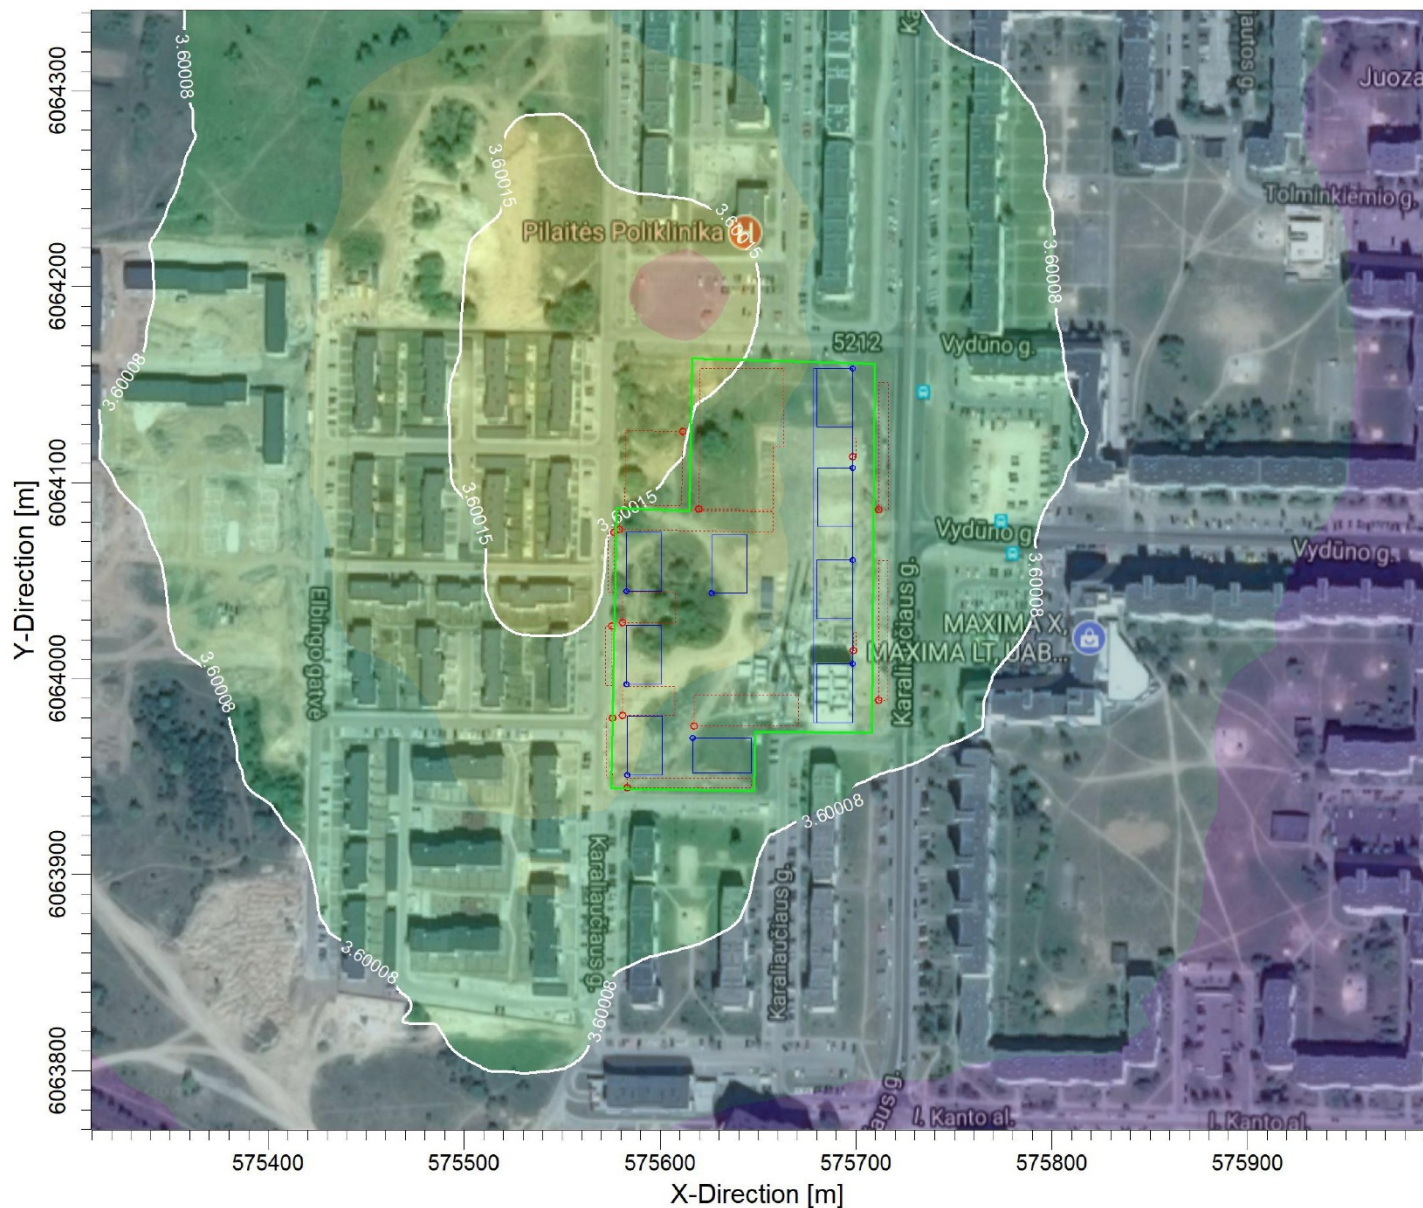 Ka
jautos g.
Juoza
3.60008
6064300
3.60015
Tolminkiemio g.
3.60015
Pilaitės Poliklinika
H
3.60008
6064200
5212
Vydūno g.
3.60008
6064100
3.60015
3.60015
Vydūno g.
Vydūno g.
3.60008
Y-Direction [m]
Elbingo gatvė
Karaliaučiaus g.
MAXIMA X,
MAXIMA LT, UAB...
6064000
3.60008
3.60008
6063900
Karaliaučiaus g.
Karaliaučiaus g.
3.60008
3.60008
6063800
aus g.
I. Kanto al.
I. Kanto al.
575400
575500
575600
575700
575800
575900
X-Direction [m]